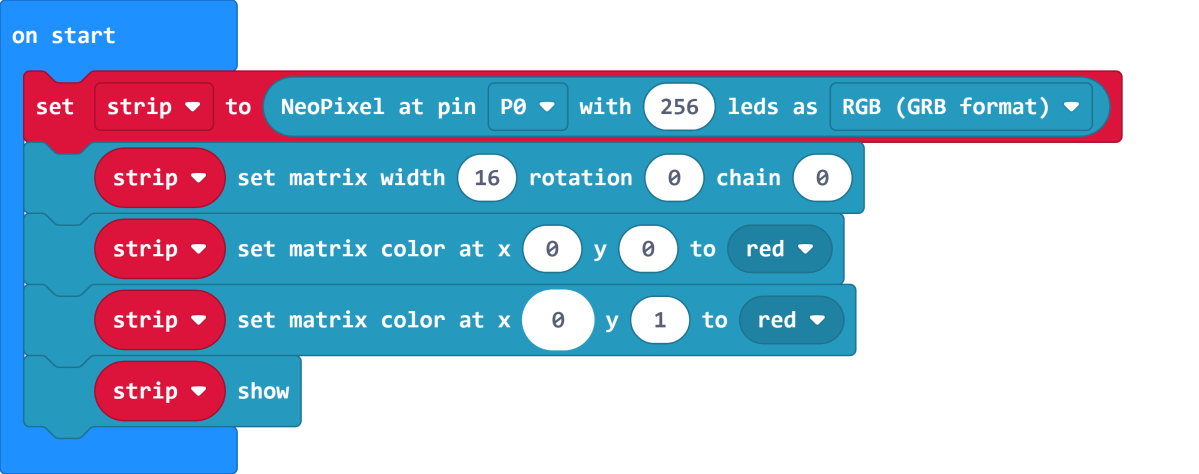 on start
set strip to NeoPixel at pin P0 with 256 leds as RGB (GRB format)
strip set matrix width 16 rotation 0 chain 0
strip set matrix color at x 0 y 0 to red
strip set matrix color at x 0 y 1 to red
strip show